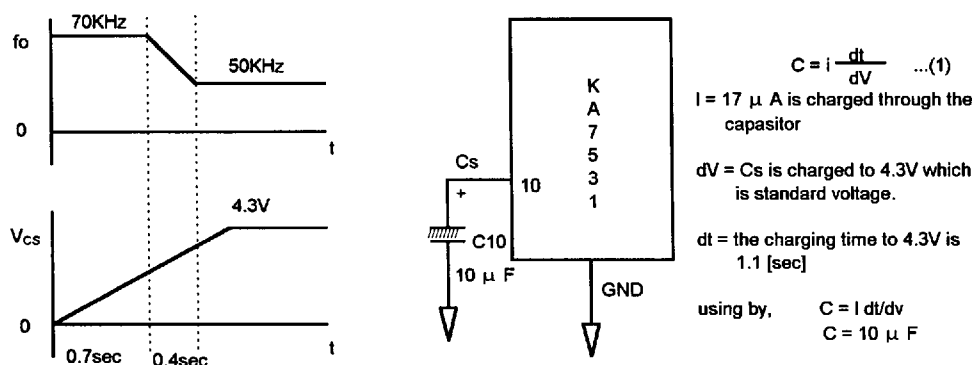 70KHz
fo
50KHz
0
t
4.3V
Vcs
0
t
0.7sec
0.4sec
K
A
7
5
3
1
Cs
+
10
C10
10 μ F
GND
C = i dt/dV ...(1)
I = 17 μ A is charged through the
capasitor
dV = Cs is charged to 4.3V which
is standard voltage.
dt = the charging time to 4.3V is
1.1 [sec]
using by, C = I dt/dv
C = 10 μ F